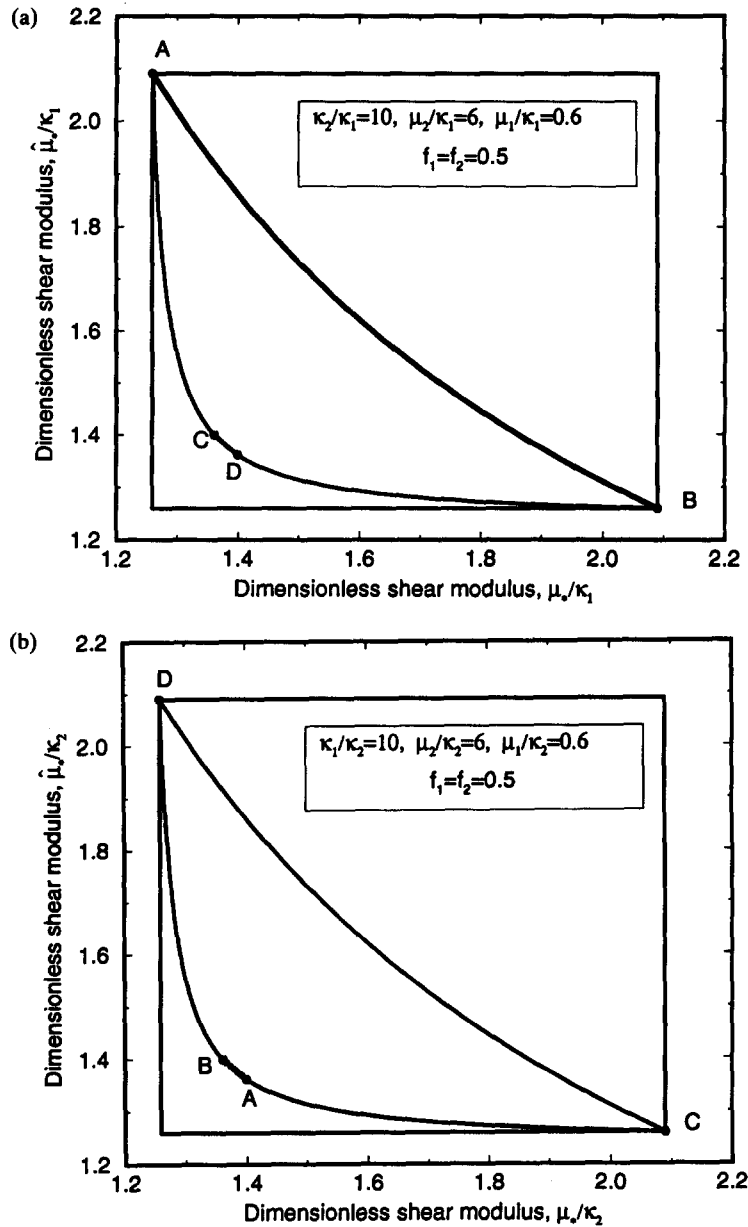 (a)
2.2
2.0
1.8
1.6
1.4
1.2
Dimensionless shear modulus, μ̂*/κ₁
A
κ₂/κ₁=10, μ₂/κ₁=6, μ₁/κ₁=0.6
f₁=f₂=0.5
C
D
B
1.2 1.4 1.6 1.8 2.0 2.2
Dimensionless shear modulus, μ*/κ₁
(b)
2.2
2.0
1.8
1.6
1.4
1.2
Dimensionless shear modulus, μ̂*/κ₂
D
κ₁/κ₂=10, μ₂/κ₂=6, μ₁/κ₂=0.6
f₁=f₂=0.5
B
A
C
1.2 1.4 1.6 1.8 2.0 2.2
Dimensionless shear modulus, μ*/κ₂